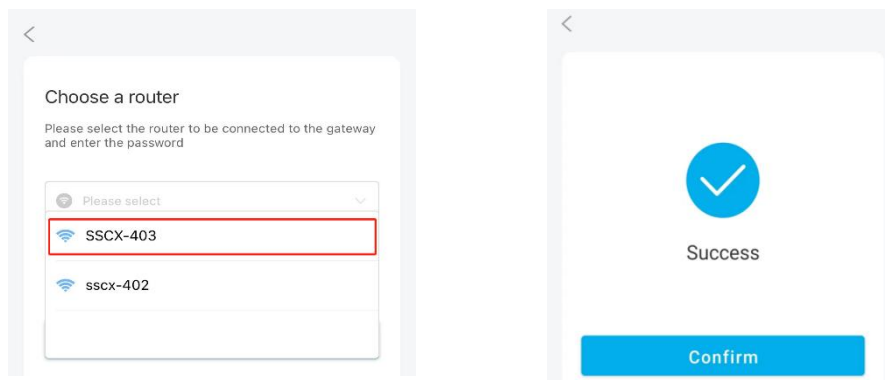 Choose a router
Please select the router to be connected to the gateway
and enter the password
Please select
SSCX-403
sscx-402
Success
Confirm